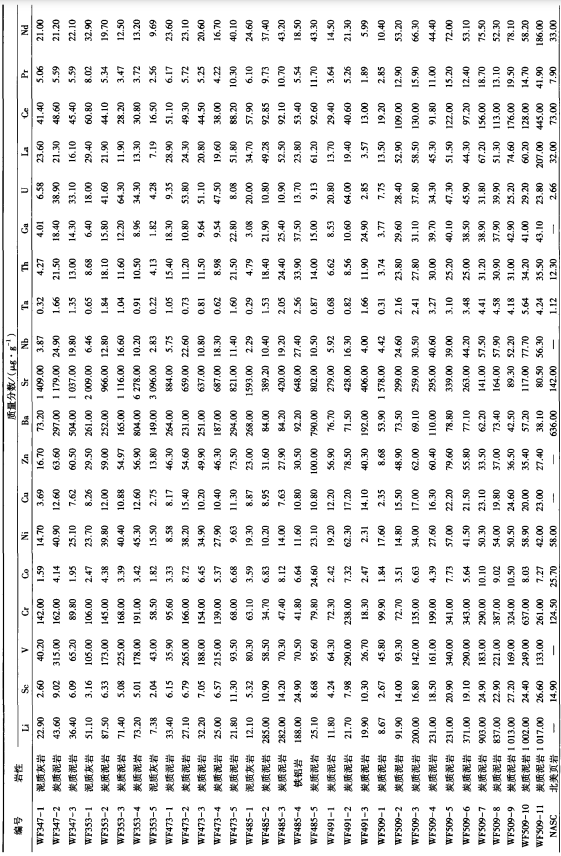 质量分数/(μg·g⁻¹)
编号 岩性 Li Sc V Cr Co Ni Cu Zn Ba Sr Nb Ta Th Ca U La Ce Pr Nd
WF347-1 泥质灰岩 22.90 2.60 40.20 142.00 1.59 14.70 3.69 16.70 73.20 1 409.00 3.87 0.32 4.27 4.01 6.58 23.60 41.40 5.06 21.00
WF347-2 炭质泥岩 43.60 9.02 315.00 162.00 4.14 40.90 12.60 63.60 297.00 1 179.00 24.90 1.66 21.50 18.40 38.90 21.30 48.60 5.59 21.20
WF347-3 炭质泥岩 36.40 6.09 65.20 89.80 1.95 25.10 7.62 60.50 504.00 1 037.00 19.80 1.35 13.00 14.30 33.10 16.10 45.40 5.59 22.10
WF353-1 泥质灰岩 51.10 3.16 105.00 106.00 2.47 23.70 8.26 29.50 261.00 2 009.00 6.46 0.65 8.68 6.40 18.00 29.40 60.80 8.02 32.90
WF353-2 炭质泥岩 87.50 6.33 173.00 145.00 4.38 39.80 12.00 59.00 252.00 966.00 12.80 1.84 18.10 15.80 41.60 21.90 44.10 5.34 19.70
WF353-3 炭质泥岩 71.40 5.08 225.00 168.00 3.39 40.40 10.88 54.97 165.00 1 116.00 16.60 1.04 11.60 12.20 64.30 11.90 28.20 3.47 12.50
WF353-4 炭质泥岩 73.20 5.01 178.00 191.00 3.42 45.30 12.60 56.90 804.00 6 278.00 10.20 0.91 10.50 8.96 34.30 13.30 30.80 3.72 13.20
WF353-5 泥质灰岩 7.38 2.04 43.00 58.50 1.82 15.50 2.75 13.80 149.00 3 096.00 2.83 0.22 4.13 1.82 4.28 7.19 16.50 2.56 9.69
WF473-1 炭质泥岩 33.40 6.15 35.90 95.60 3.33 8.58 8.17 46.30 264.00 884.00 5.75 1.05 15.40 18.30 9.35 28.90 51.10 6.17 23.60
WF473-2 炭质泥岩 27.10 6.79 265.00 166.00 8.72 38.20 15.40 54.60 231.00 659.00 22.60 0.73 11.20 10.80 53.80 24.30 49.30 5.72 23.10
WF473-3 炭质泥岩 32.20 7.05 188.00 154.00 6.45 34.90 10.20 49.90 251.00 637.00 10.80 0.81 11.50 9.64 51.10 20.80 44.50 5.25 20.60
WF473-4 炭质泥岩 25.00 6.57 215.00 139.00 5.37 27.90 10.40 46.30 187.00 687.00 18.30 0.62 8.98 9.54 47.50 19.60 38.00 4.22 16.70
WF473-5 炭质泥岩 21.80 11.30 93.50 68.00 6.68 9.63 11.30 73.50 294.00 821.00 11.40 1.60 21.50 22.80 8.08 51.80 88.20 10.30 40.10
WF485-1 泥质灰岩 12.10 5.32 80.30 63.10 3.59 19.30 8.87 23.00 268.00 1593.00 2.29 0.29 4.79 3.08 20.00 34.70 57.90 6.10 24.60
WF485-2 炭质泥岩 285.00 10.90 58.50 34.70 6.83 10.20 8.95 31.60 84.00 389.20 10.40 1.53 18.40 21.90 10.80 49.28 92.85 9.73 37.40
WF485-3 炭质泥岩 282.00 14.20 70.30 47.40 8.12 14.00 7.63 27.90 84.00 420.00 19.20 2.05 24.40 25.40 10.90 52.50 92.10 10.70 43.20
WF485-4 铁铝岩 188.00 24.90 70.50 41.80 6.64 11.60 10.80 30.50 92.20 648.00 27.40 2.56 33.90 37.50 13.70 23.80 53.40 5.54 18.50
WF485-5 炭质泥岩 25.10 8.68 95.60 79.80 24.60 23.10 10.80 100.00 790.00 802.00 10.50 0.87 14.00 15.00 9.13 61.20 92.60 11.70 43.50
WF491-1 炭质泥岩 11.80 4.24 64.30 72.30 2.42 19.20 12.20 56.90 76.70 279.00 5.92 0.68 6.62 8.53 20.80 13.70 29.40 3.64 14.50
WF491-2 炭质泥岩 21.70 7.98 290.00 238.00 7.32 62.30 17.20 78.50 71.50 428.00 16.30 0.82 8.56 10.60 64.00 19.40 40.60 5.26 21.30
WF491-3 炭质泥岩 19.90 10.30 26.70 18.30 2.47 2.31 14.10 40.30 192.00 406.00 4.00 1.66 11.90 24.90 2.85 3.57 13.00 1.89 5.99
WF509-1 泥质灰岩 8.67 2.67 45.80 99.90 1.84 17.60 2.35 8.68 53.90 1 578.00 4.42 0.31 3.74 3.77 7.75 13.50 19.20 2.85 10.40
WF509-2 炭质泥岩 91.90 14.00 93.30 72.70 3.51 14.80 15.50 48.90 73.50 299.00 24.60 2.16 23.80 29.60 28.40 52.90 109.00 12.90 53.20
WF509-3 炭质泥岩 200.00 16.80 142.00 135.00 6.63 34.00 17.00 62.00 69.10 259.00 30.50 2.41 27.80 31.10 37.80 58.50 130.00 15.90 66.30
WF509-4 炭质泥岩 231.00 18.50 161.00 199.00 4.39 27.60 16.30 60.40 110.00 295.00 40.60 3.27 30.00 39.70 34.30 45.30 91.80 11.00 44.40
WF509-5 炭质泥岩 231.00 20.90 340.00 341.00 7.73 57.00 22.20 79.60 78.80 339.00 39.00 3.10 25.20 40.10 47.30 51.50 122.00 15.20 72.00
WF509-6 炭质泥岩 371.00 19.10 290.00 343.00 5.64 41.50 21.50 55.80 77.10 263.00 44.20 3.48 25.00 38.50 45.90 44.30 97.20 12.40 53.10
WF509-7 炭质泥岩 903.00 24.90 183.00 290.00 10.10 50.30 23.10 33.50 62.20 141.00 57.50 4.41 31.20 38.90 31.80 67.20 156.00 18.70 75.50
WF509-8 炭质泥岩 837.00 22.90 221.00 387.00 9.02 54.00 19.80 37.00 73.40 164.00 57.90 4.58 30.90 37.90 39.90 51.30 113.00 13.10 52.30
WF509-9 炭质泥岩 1 013.00 27.20 169.00 324.00 10.50 50.50 24.60 36.50 42.50 89.30 52.20 4.18 31.00 42.90 25.20 74.60 176.00 19.50 78.10
WF509-10 炭质泥岩 1 002.00 24.40 249.00 637.00 8.03 58.90 20.00 35.40 57.20 117.00 77.70 5.64 34.20 41.00 29.20 60.20 128.00 14.70 58.20
WF509-11 炭质泥岩 1 017.00 26.60 133.00 261.00 7.27 42.00 23.00 27.40 38.10 80.50 56.30 4.24 35.50 43.10 23.80 207.00 445.00 41.90 186.00
NASC 北美页岩 — 14.90 — 124.50 25.70 58.00 — — 636.00 142.00 — 1.12 12.30 — 2.66 32.00 73.00 7.90 33.00